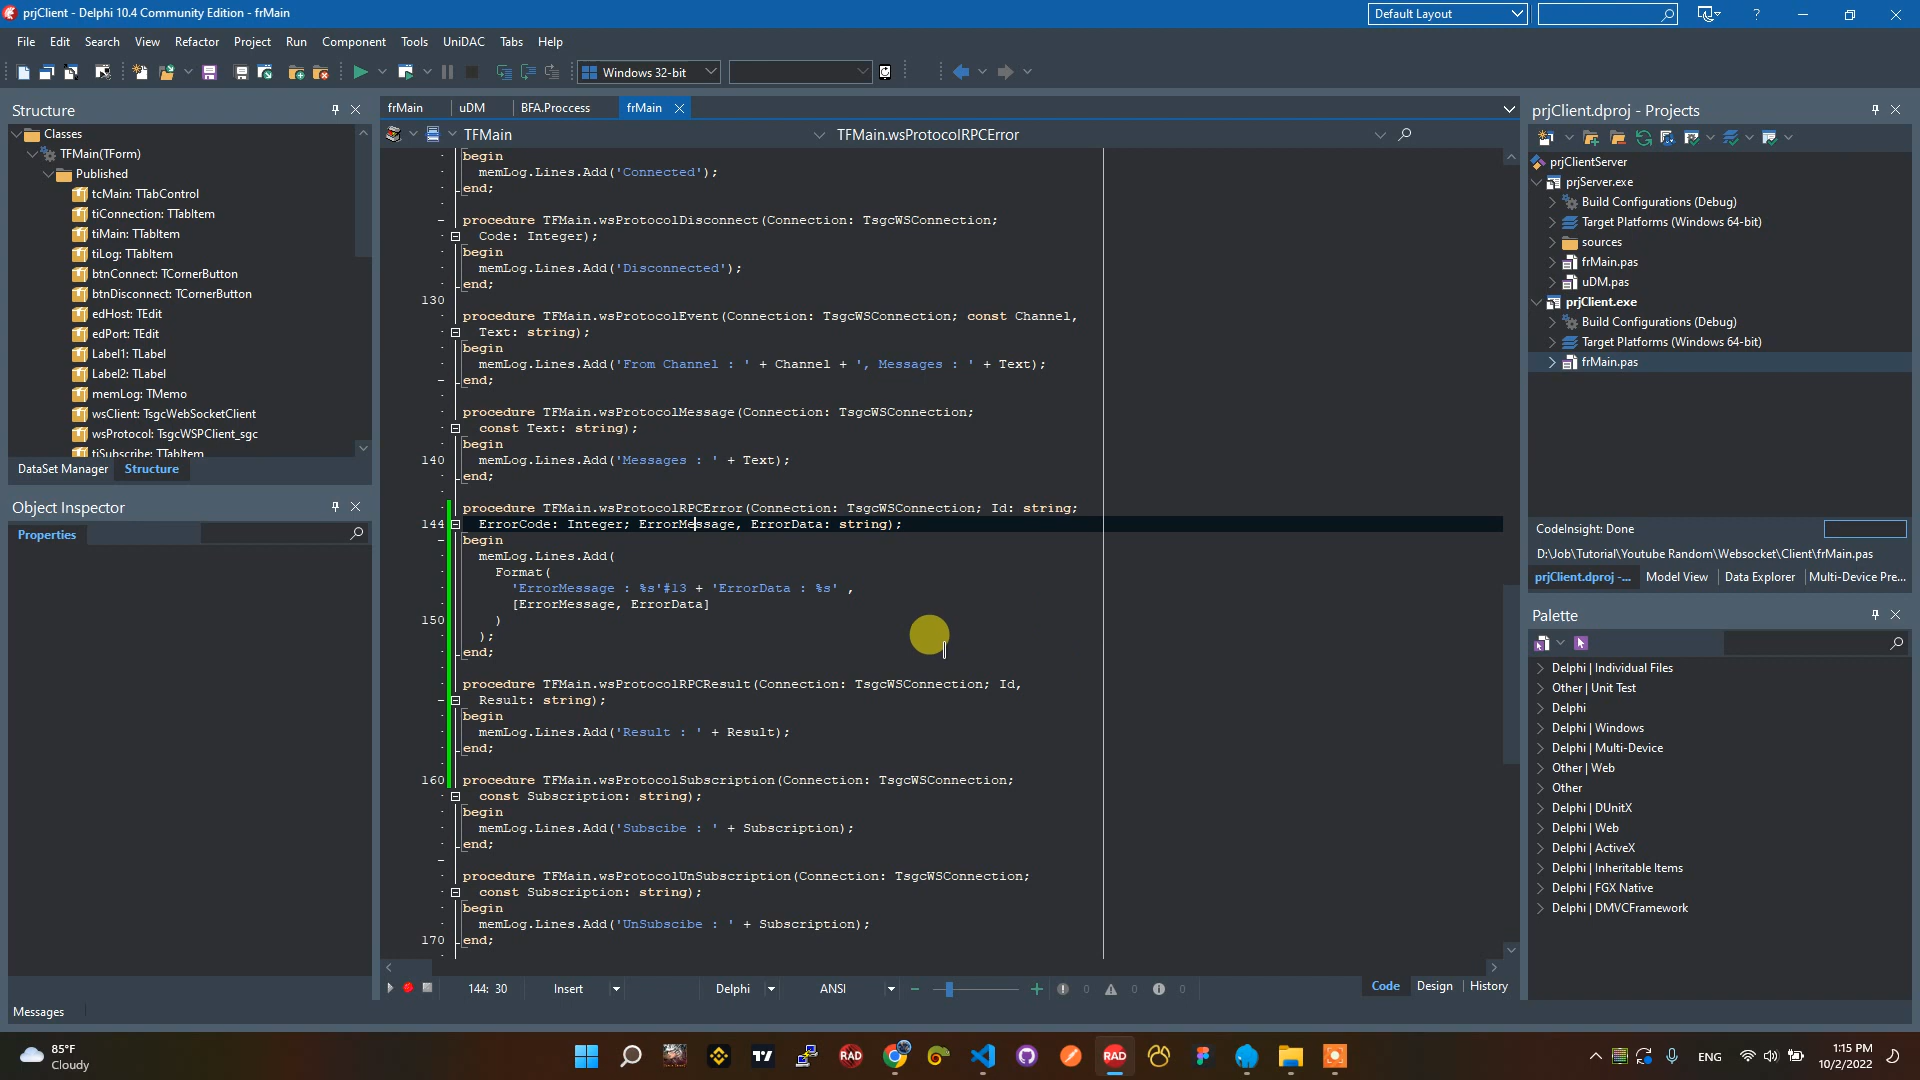 prjClient - Delphi 10.4 Community Edition - frMain
Default Layout
File Edit Search View Refactor Project Run Component Tools UniDAC Tabs Help
Windows 32-bit
Structure
Classes
TFMain(TForm)
Published
tcMain: TTabControl
tiConnection: TTabItem
tiMain: TTabItem
tiLog: TTabItem
btnConnect: TCornerButton
btnDisconnect: TCornerButton
edHost: TEdit
edPort: TEdit
Label1: TLabel
Label2: TLabel
memLog: TMemo
wsClient: TsgcWebSocketClient
wsProtocol: TsgcWSPClient_sgc
tiSubscribe: TTabItem
DataSet Manager Structure
Object Inspector
Properties
frMain uDM BFA.Proccess frMain
TFMain TFMain.wsProtocolRPCError
begin
memLog.Lines.Add('Connected');
end;
procedure TFMain.wsProtocolDisconnect(Connection: TsgcWSConnection;
Code: Integer);
begin
memLog.Lines.Add('Disconnected');
end;
130
procedure TFMain.wsProtocolEvent(Connection: TsgcWSConnection; const Channel,
Text: string);
begin
memLog.Lines.Add('From Channel : ' + Channel + ', Messages : ' + Text);
end;
procedure TFMain.wsProtocolMessage(Connection: TsgcWSConnection;
const Text: string);
begin
140 memLog.Lines.Add('Messages : ' + Text);
end;
procedure TFMain.wsProtocolRPCError(Connection: TsgcWSConnection; Id: string;
144 ErrorCode: Integer; ErrorMessage, ErrorData: string);
begin
memLog.Lines.Add(
Format(
'ErrorMessage : %s'#13 + 'ErrorData : %s' ,
[ErrorMessage, ErrorData]
150 )
);
end;
procedure TFMain.wsProtocolRPCResult(Connection: TsgcWSConnection; Id,
Result: string);
begin
memLog.Lines.Add('Result : ' + Result);
end;
160 procedure TFMain.wsProtocolSubscription(Connection: TsgcWSConnection;
const Subscription: string);
begin
memLog.Lines.Add('Subscibe : ' + Subscription);
end;
procedure TFMain.wsProtocolUnSubscription(Connection: TsgcWSConnection;
const Subscription: string);
begin
memLog.Lines.Add('UnSubscibe : ' + Subscription);
170 end;
144: 30 Insert Delphi ANSI 0 0 0 Code Design History
prjClient.dproj - Projects
prjClientServer
prjServer.exe
Build Configurations (Debug)
Target Platforms (Windows 64-bit)
sources
frMain.pas
uDM.pas
prjClient.exe
Build Configurations (Debug)
Target Platforms (Windows 64-bit)
frMain.pas
CodeInsight: Done
D:\Job\Tutorial\Youtube Random\Websocket\Client\frMain.pas
prjClient.dproj -... Model View Data Explorer Multi-Device Pre...
Palette
Delphi | Individual Files
Other | Unit Test
Delphi
Delphi | Windows
Delphi | Multi-Device
Other | Web
Other
Delphi | DUnitX
Delphi | Web
Delphi | ActiveX
Delphi | Inheritable Items
Delphi | FGX Native
Delphi | DMVCFramework
Messages
85°F
Cloudy
RAD
RAD
ENG
1:15 PM
10/2/2022